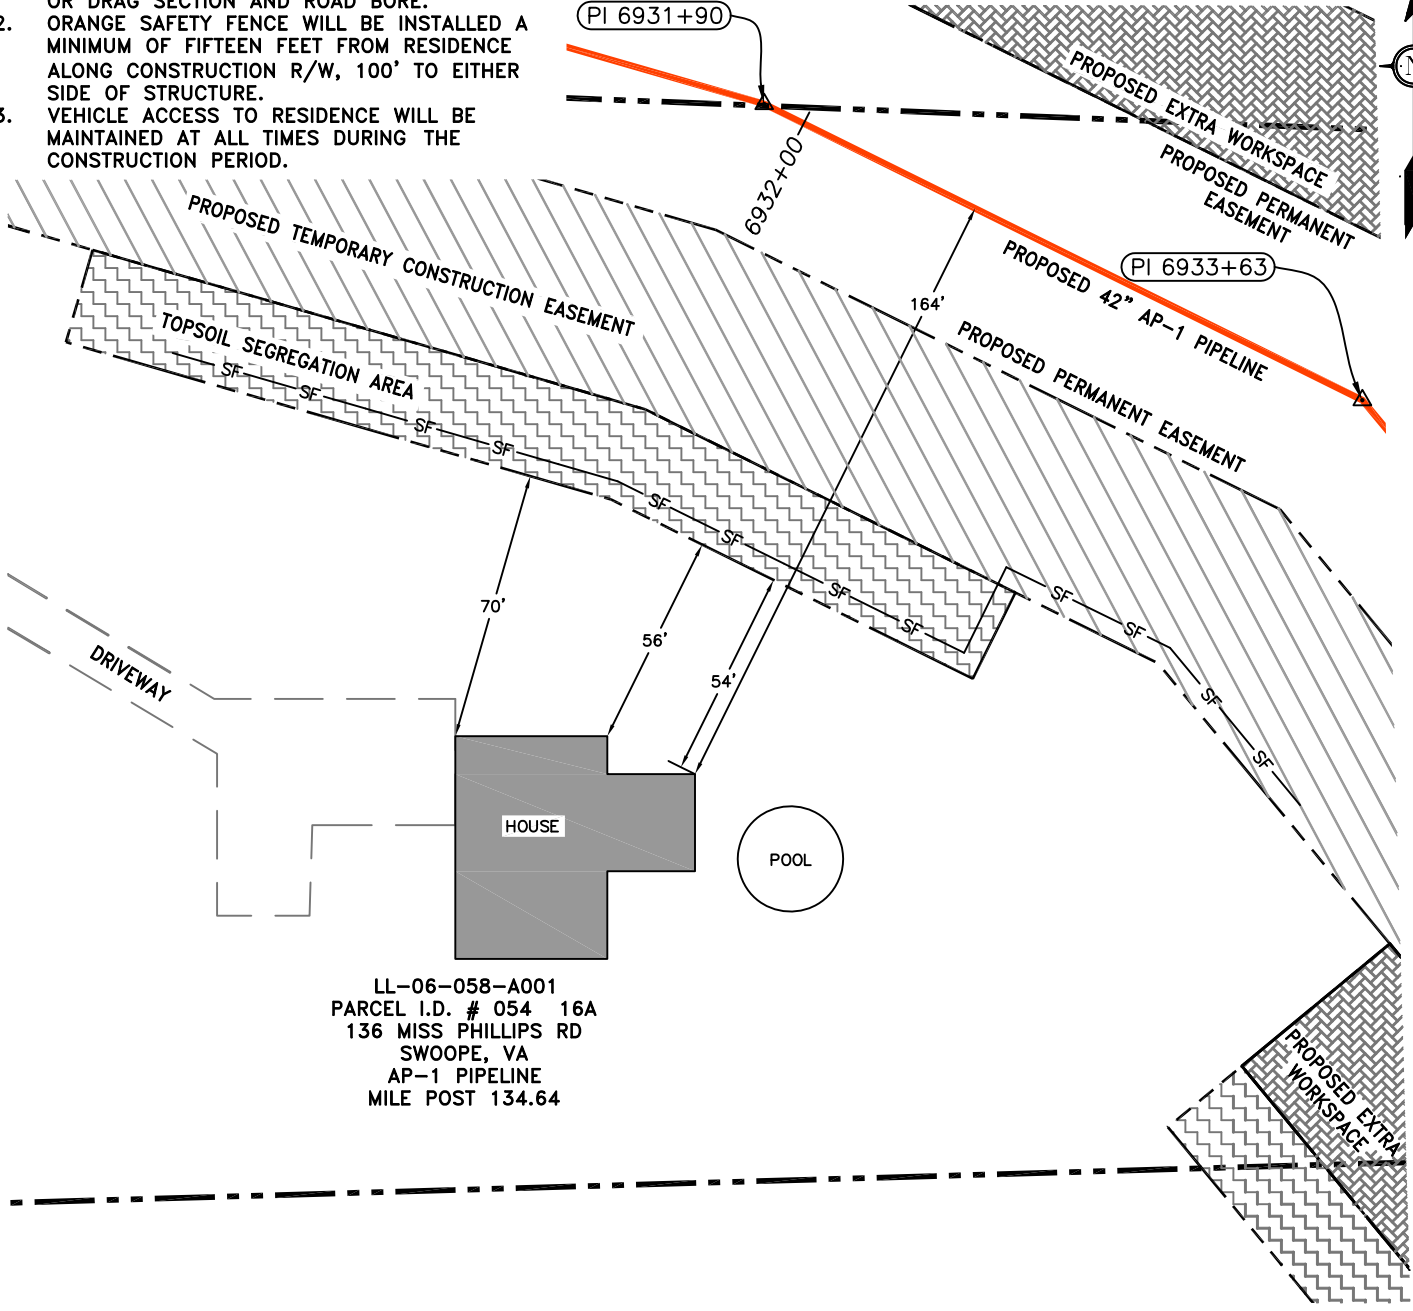 OR DRAG SECTION AND ROAD BORE.
2. ORANGE SAFETY FENCE WILL BE INSTALLED A
MINIMUM OF FIFTEEN FEET FROM RESIDENCE
ALONG CONSTRUCTION R/W, 100' TO EITHER
SIDE OF STRUCTURE.
3. VEHICLE ACCESS TO RESIDENCE WILL BE
MAINTAINED AT ALL TIMES DURING THE
CONSTRUCTION PERIOD.
PI 6931+90
PROPOSED EXTRA WORKSPACE
N
PROPOSED PERMANENT
EASEMENT
6932+00
PROPOSED TEMPORARY CONSTRUCTION EASEMENT
PI 6933+63
PROPOSED 42" AP-1 PIPELINE
164'
PROPOSED PERMANENT EASEMENT
TOPSOIL SEGREGATION AREA
SF
SF
SF
SF
SF
SF
SF
SF
SF
SF
SF
SF
70'
56'
54'
DRIVEWAY
HOUSE
POOL
LL-06-058-A001
PARCEL I.D. # 054 16A
136 MISS PHILLIPS RD
SWOOPE, VA
AP-1 PIPELINE
MILE POST 134.64
PROPOSED EXTRA
WORKSPACE